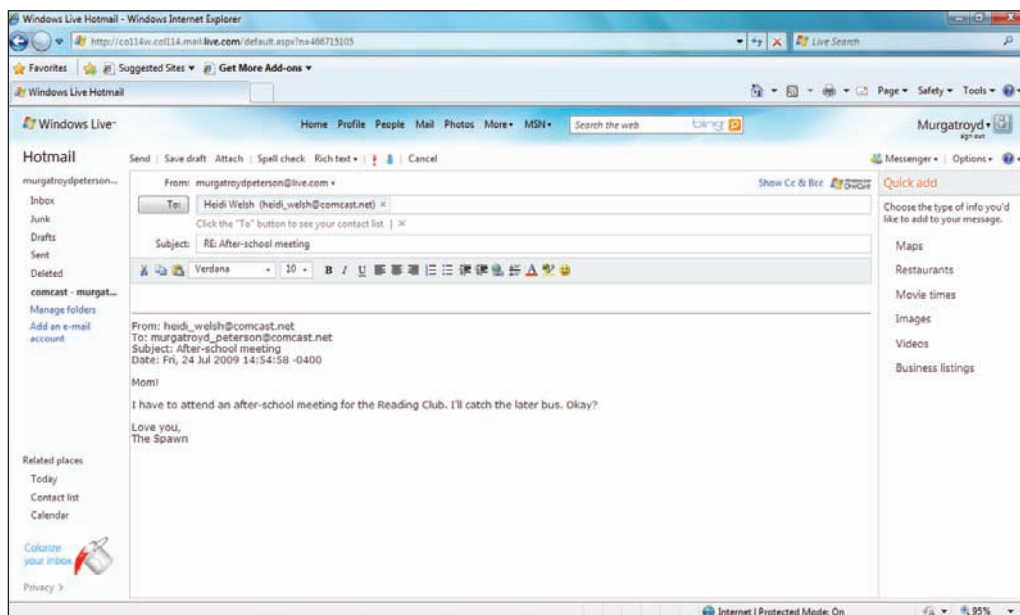 Windows Live Hotmail - Windows Internet Explorer
http://co114w.col114.mail.live.com/default.aspx?n=466715105
Live Search
Favorites Suggested Sites Get More Add-ons
Windows Live Hotmail
Page Safety Tools
Windows Live
Home Profile People Mail Photos More MSN Search the web bing
Murgatroyd
sign out
Hotmail
Send Save draft Attach Spell check Rich text Cancel
Messenger Options
murgatroydpeterson...
Inbox
Junk
Drafts
Sent
Deleted
comcast - murgat...
Manage folders
Add an e-mail
account
Related places
Today
Contact list
Calendar
Colorize
your inbox
Privacy
From: murgatroydpeterson@live.com
Show Cc & Bcc
To: Heidi Welsh (heidi_welsh@comcast.net)
Click the "To" button to see your contact list
Subject: RE: After-school meeting
Verdana 10 B I U A
From: heidi_welsh@comcast.net
To: murgatroyd_peterson@comcast.net
Subject: After-school meeting
Date: Fri, 24 Jul 2009 14:54:58 -0400
Mom!
I have to attend an after-school meeting for the Reading Club. I'll catch the later bus. Okay?
Love you,
The Spawn
Quick add
Choose the type of info you'd
like to add to your message.
Maps
Restaurants
Movie times
Images
Videos
Business listings
Internet | Protected Mode: On
95%